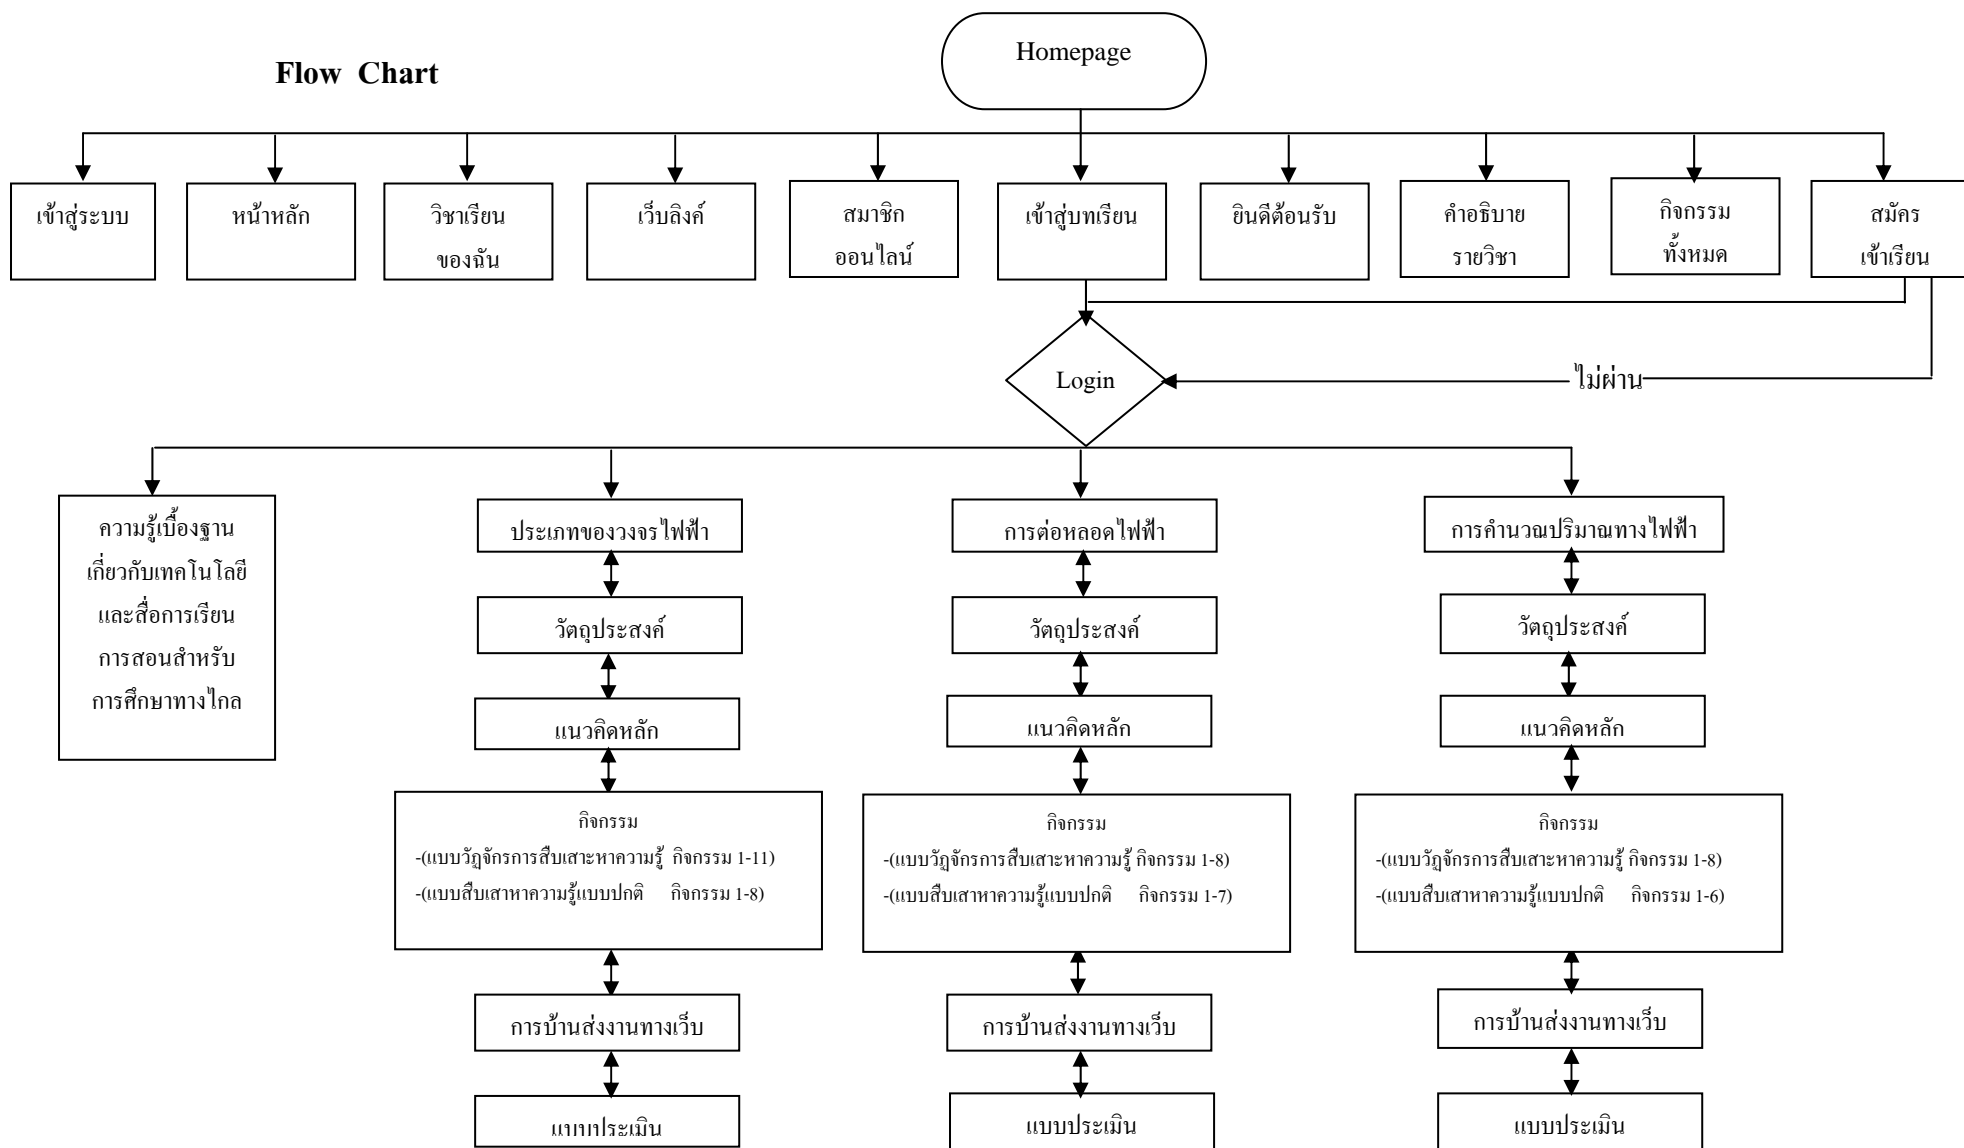 Homepage
Flow Chart
เข้าสู่ระบบ
หน้าหลัก
วิชาเรียน
ของฉัน
เว็บลิงค์
สมาชิก
ออนไลน์
เข้าสู่บทเรียน
ยินดีต้อนรับ
คำอธิบาย
รายวิชา
กิจกรรม
ทั้งหมด
สมัคร
เข้าเรียน
Login
ไม่ผ่าน
ความรู้เบื้องฐาน
เกี่ยวกับเทคโนโลยี
และสื่อการเรียน
การสอนสำหรับ
การศึกษาทางไกล
ประเภทของวงจรไฟฟ้า
วัตถุประสงค์
แนวคิดหลัก
กิจกรรม
-(แบบวัฏจักรการสืบเสาะหาความรู้ กิจกรรม 1-11)
-(แบบสืบเสาหาความรู้แบบปกติ กิจกรรม 1-8)
การบ้านส่งงานทางเว็บ
แบบประเมิน
การต่อหลอดไฟฟ้า
วัตถุประสงค์
แนวคิดหลัก
กิจกรรม
-(แบบวัฏจักรการสืบเสาะหาความรู้ กิจกรรม 1-8)
-(แบบสืบเสาหาความรู้แบบปกติ กิจกรรม 1-7)
การบ้านส่งงานทางเว็บ
แบบประเมิน
การคำนวณปริมาณทางไฟฟ้า
วัตถุประสงค์
แนวคิดหลัก
กิจกรรม
-(แบบวัฏจักรการสืบเสาะหาความรู้ กิจกรรม 1-8)
-(แบบสืบเสาหาความรู้แบบปกติ กิจกรรม 1-6)
การบ้านส่งงานทางเว็บ
แบบประเมิน